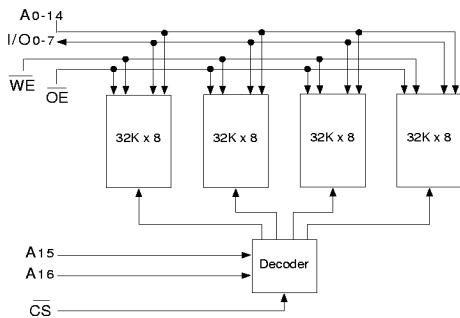 A0-14
I/O0-7
WE
OE
32K x 8
32K x 8
32K x 8
32K x 8
A15
A16
Decoder
CS